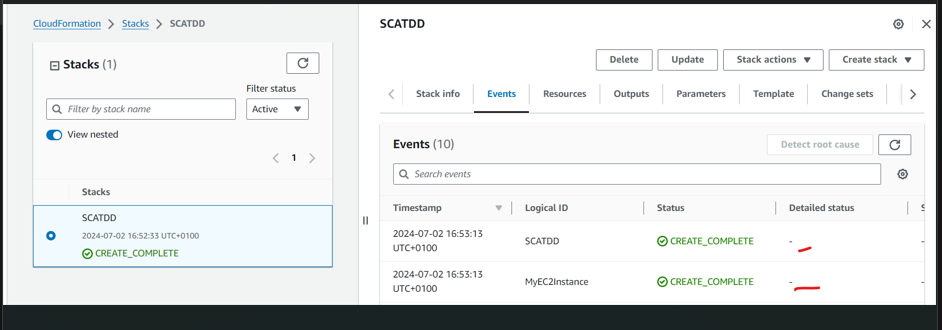 CloudFormation > Stacks > SCATDD
Stacks (1)
Filter status
Filter by stack name
Active
View nested
1
Stacks
SCATDD
2024-07-02 16:52:33 UTC+0100
CREATE_COMPLETE
SCATDD
Delete
Update
Stack actions
Create stack
Stack info
Events
Resources
Outputs
Parameters
Template
Change sets
Events (10)
Detect root cause
Search events
Timestamp
Logical ID
Status
Detailed status
2024-07-02 16:53:13
UTC+0100
SCATDD
CREATE_COMPLETE
-
2024-07-02 16:53:13
UTC+0100
MyEC2Instance
CREATE_COMPLETE
-